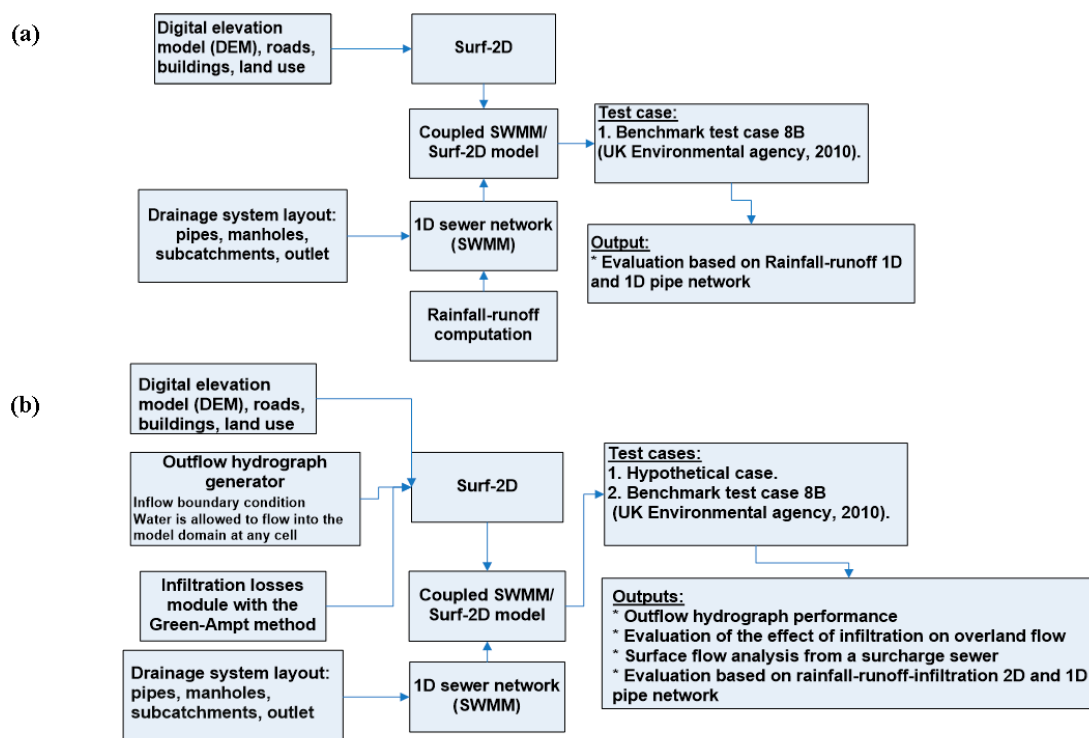 (a)
Digital elevation
model (DEM), roads,
buildings, land use
Surf-2D
Coupled SWMM/
Surf-2D model
Test case:
1. Benchmark test case 8B
(UK Environmental agency, 2010).
Drainage system layout:
pipes, manholes,
subcatchments, outlet
1D sewer network
(SWMM)
Output:
* Evaluation based on Rainfall-runoff 1D
and 1D pipe network
Rainfall-runoff
computation
(b)
Digital elevation
model (DEM), roads,
buildings, land use
Outflow hydrograph
generator
Inflow boundary condition
Water is allowed to flow into the
model domain at any cell
Surf-2D
Test cases:
1. Hypothetical case.
2. Benchmark test case 8B
(UK Environmental agency, 2010).
Infiltration losses
module with the
Green-Ampt method
Coupled SWMM/
Surf-2D model
Outputs:
* Outflow hydrograph performance
* Evaluation of the effect of infiltration on overland flow
* Surface flow analysis from a surcharge sewer
* Evaluation based on rainfall-runoff-infiltration 2D and 1D
pipe network
Drainage system layout:
pipes, manholes,
subcatchments, outlet
1D sewer network
(SWMM)